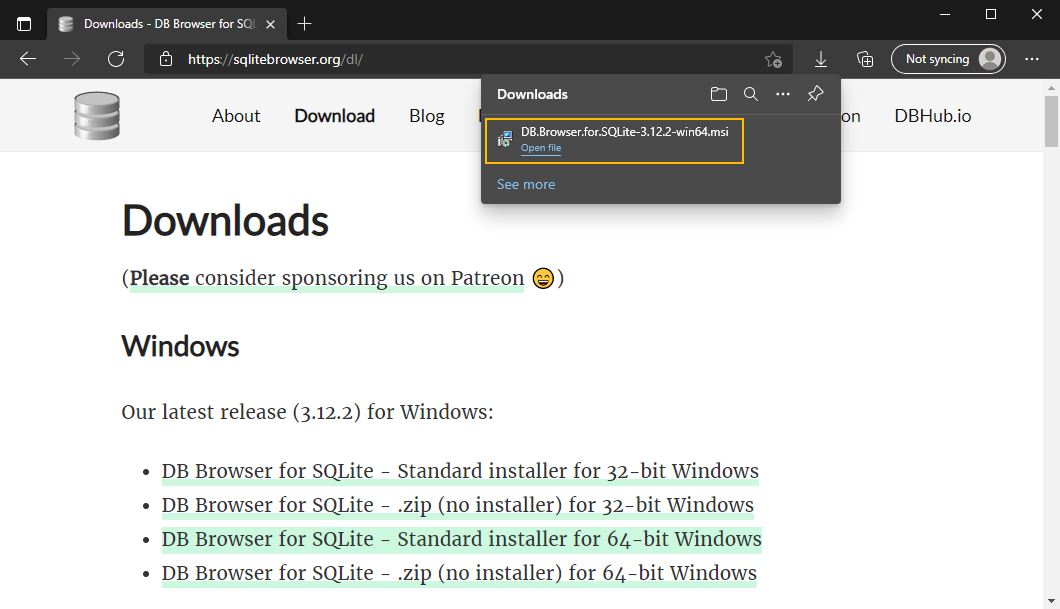 Downloads - DB Browser for SQL
https://sqlitebrowser.org/dl/
Not syncing
About Download Blog on DBHub.io
Downloads
DB.Browser.for.SQLite-3.12.2-win64.msi
Open file
See more
Downloads
(Please consider sponsoring us on Patreon 😄)
Windows
Our latest release (3.12.2) for Windows:
• DB Browser for SQLite - Standard installer for 32-bit Windows
• DB Browser for SQLite - .zip (no installer) for 32-bit Windows
• DB Browser for SQLite - Standard installer for 64-bit Windows
• DB Browser for SQLite - .zip (no installer) for 64-bit Windows